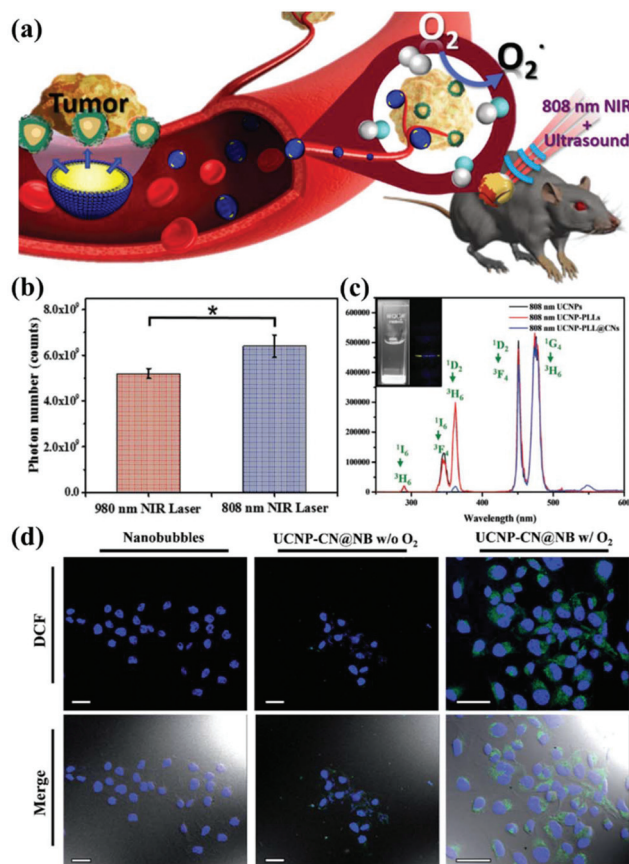 (a)
Tumor
O₂
O₂˙
808 nm NIR
+
Ultrasound
(b)
*
Photon number (counts)
8.0x10⁹
6.0x10⁹
4.0x10⁹
2.0x10⁹
0.0
980 nm NIR Laser
808 nm NIR Laser
(c)
808 nm UCNPs
808 nm UCNP-PLLs
808 nm UCNP-PLL@CNs
600000
500000
400000
300000
200000
100000
0
¹I₆
³H₆
¹I₆
³F₄
¹D₂
³H₆
¹D₂
³F₄
¹G₄
³H₆
300
400
500
600
Wavelength (nm)
(d)
Nanobubbles
UCNP-CN@NB w/o O₂
UCNP-CN@NB w/ O₂
DCF
Merge